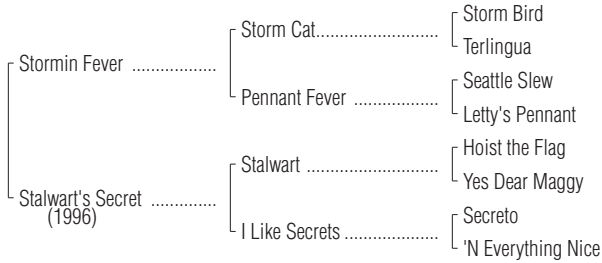 Storm Bird
Storm Cat..........................
Terlingua
Stormin Fever ..................
Seattle Slew
Pennant Fever ..................
Letty's Pennant
Hoist the Flag
Stalwart ............................
Yes Dear Maggy
Stalwart's Secret ..............
(1996)
Secreto
I Like Secrets ....................
'N Everything Nice